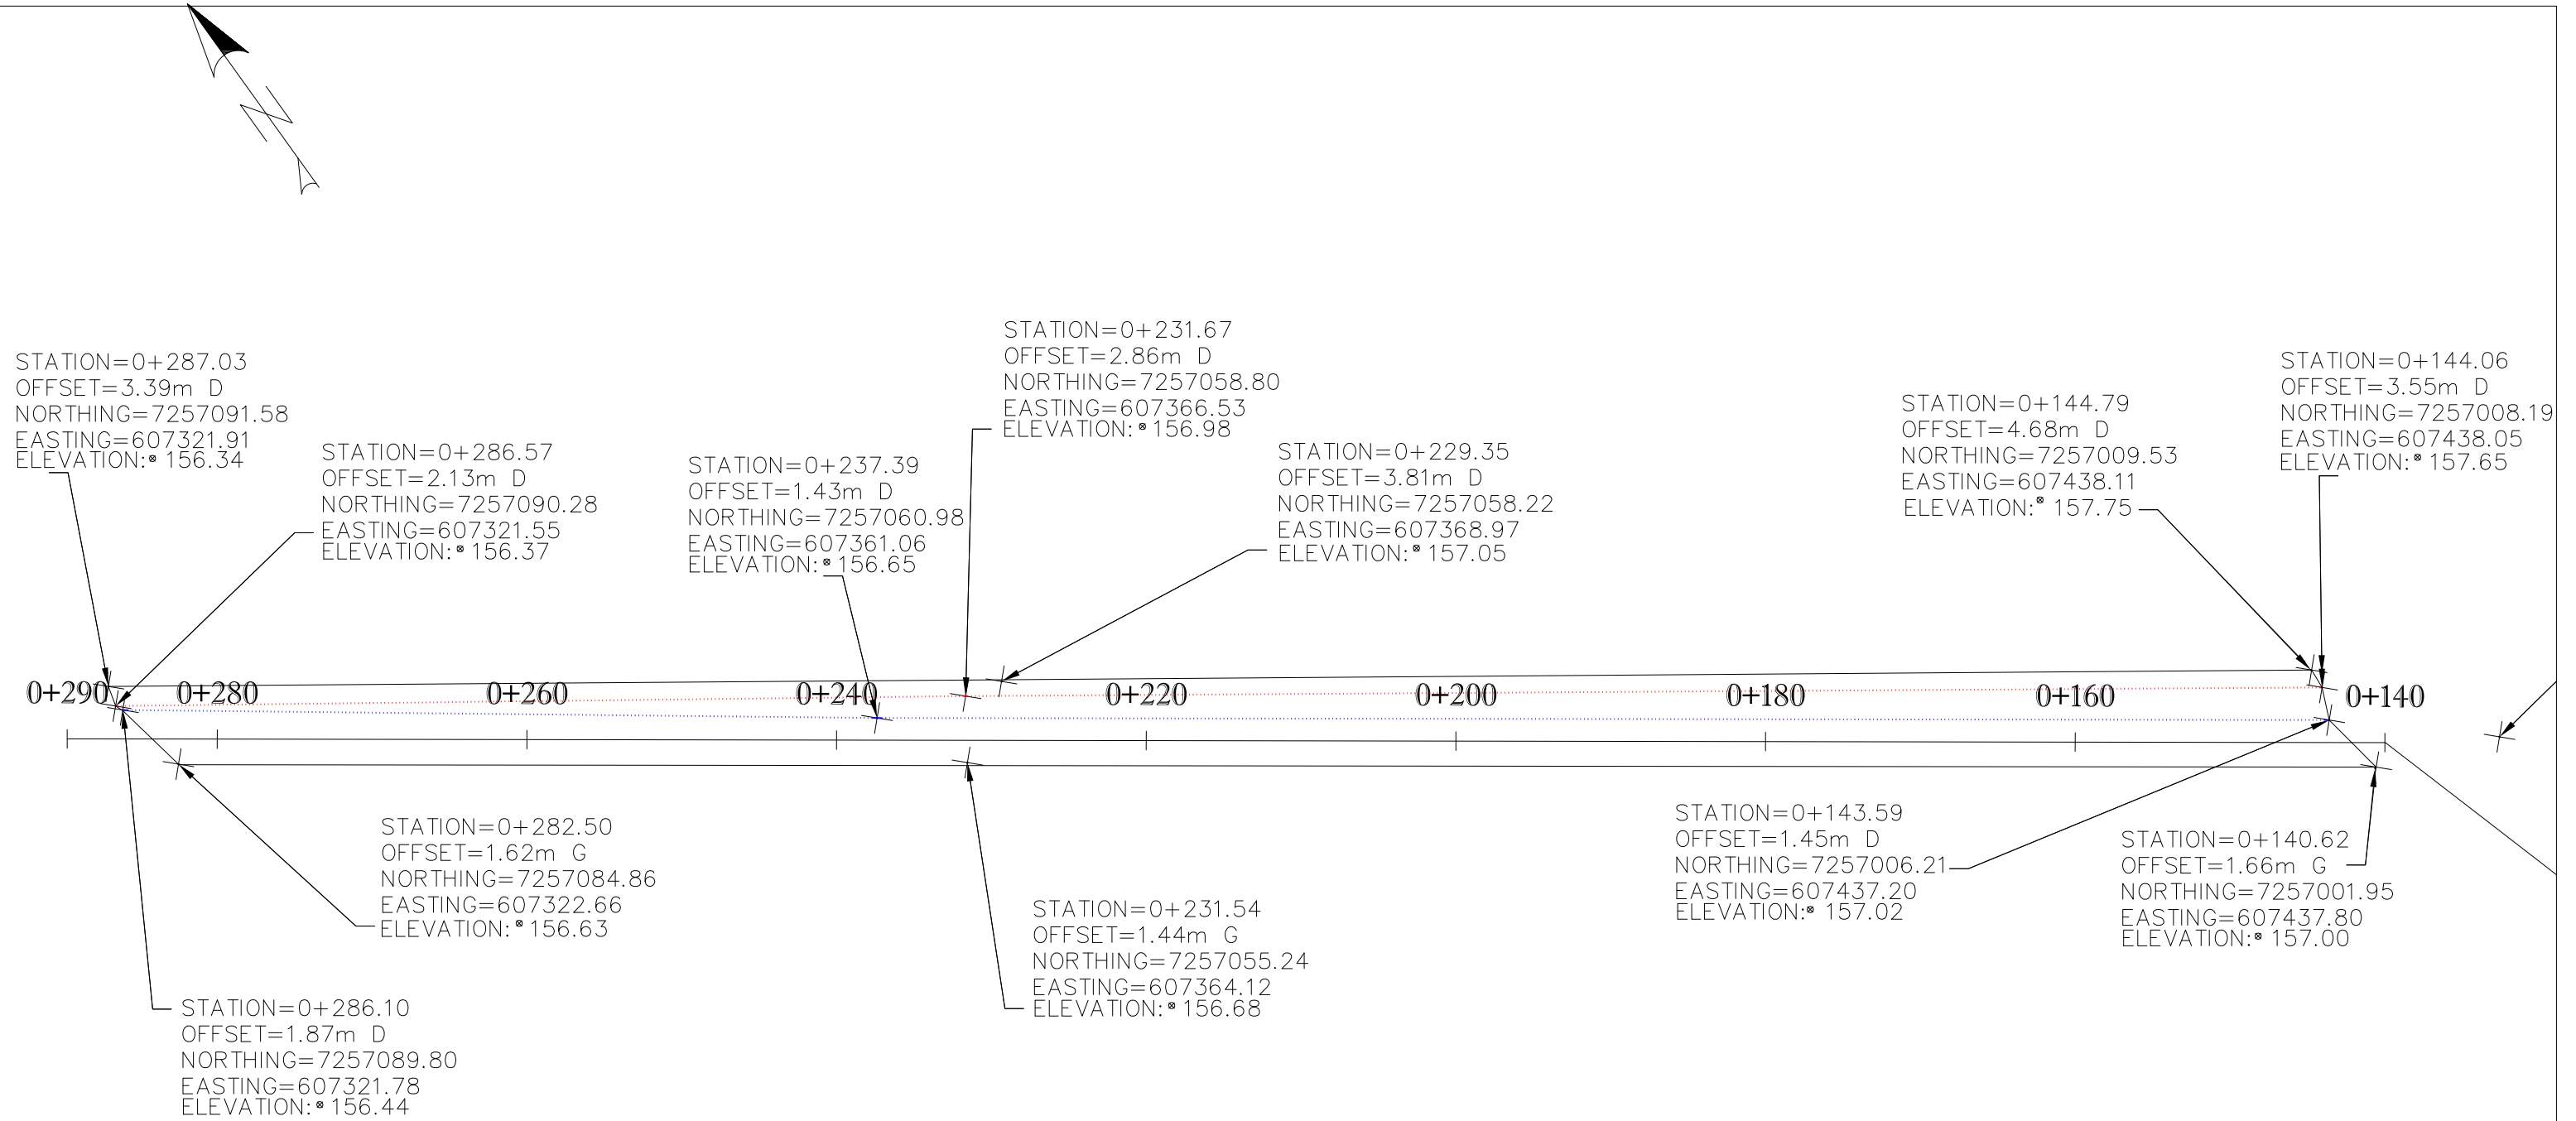 STATION=0+231.67
OFFSET=2.86m D
NORTHING=7257058.80
EASTING=607366.53
ELEVATION: 156.98
STATION=0+287.03
OFFSET=3.39m D
NORTHING=7257091.58
EASTING=607321.91
ELEVATION: 156.34
STATION=0+144.06
OFFSET=3.55m D
NORTHING=7257008.19
EASTING=607438.05
ELEVATION: 157.65
STATION=0+144.79
OFFSET=4.68m D
NORTHING=7257009.53
EASTING=607438.11
ELEVATION: 157.75
STATION=0+286.57
OFFSET=2.13m D
NORTHING=7257090.28
EASTING=607321.55
ELEVATION: 156.37
STATION=0+237.39
OFFSET=1.43m D
NORTHING=7257060.98
EASTING=607361.06
ELEVATION: 156.65
STATION=0+229.35
OFFSET=3.81m D
NORTHING=7257058.22
EASTING=607368.97
ELEVATION: 157.05
0+290 0+280 0+260 0+240 0+220 0+200 0+180 0+160 0+140
STATION=0+282.50
OFFSET=1.62m G
NORTHING=7257084.86
EASTING=607322.66
ELEVATION: 156.63
STATION=0+143.59
OFFSET=1.45m D
NORTHING=7257006.21
EASTING=607437.20
ELEVATION: 157.02
STATION=0+140.62
OFFSET=1.66m G
NORTHING=7257001.95
EASTING=607437.80
ELEVATION: 157.00
STATION=0+231.54
OFFSET=1.44m G
NORTHING=7257055.24
EASTING=607364.12
ELEVATION: 156.68
STATION=0+286.10
OFFSET=1.87m D
NORTHING=7257089.80
EASTING=607321.78
ELEVATION: 156.44